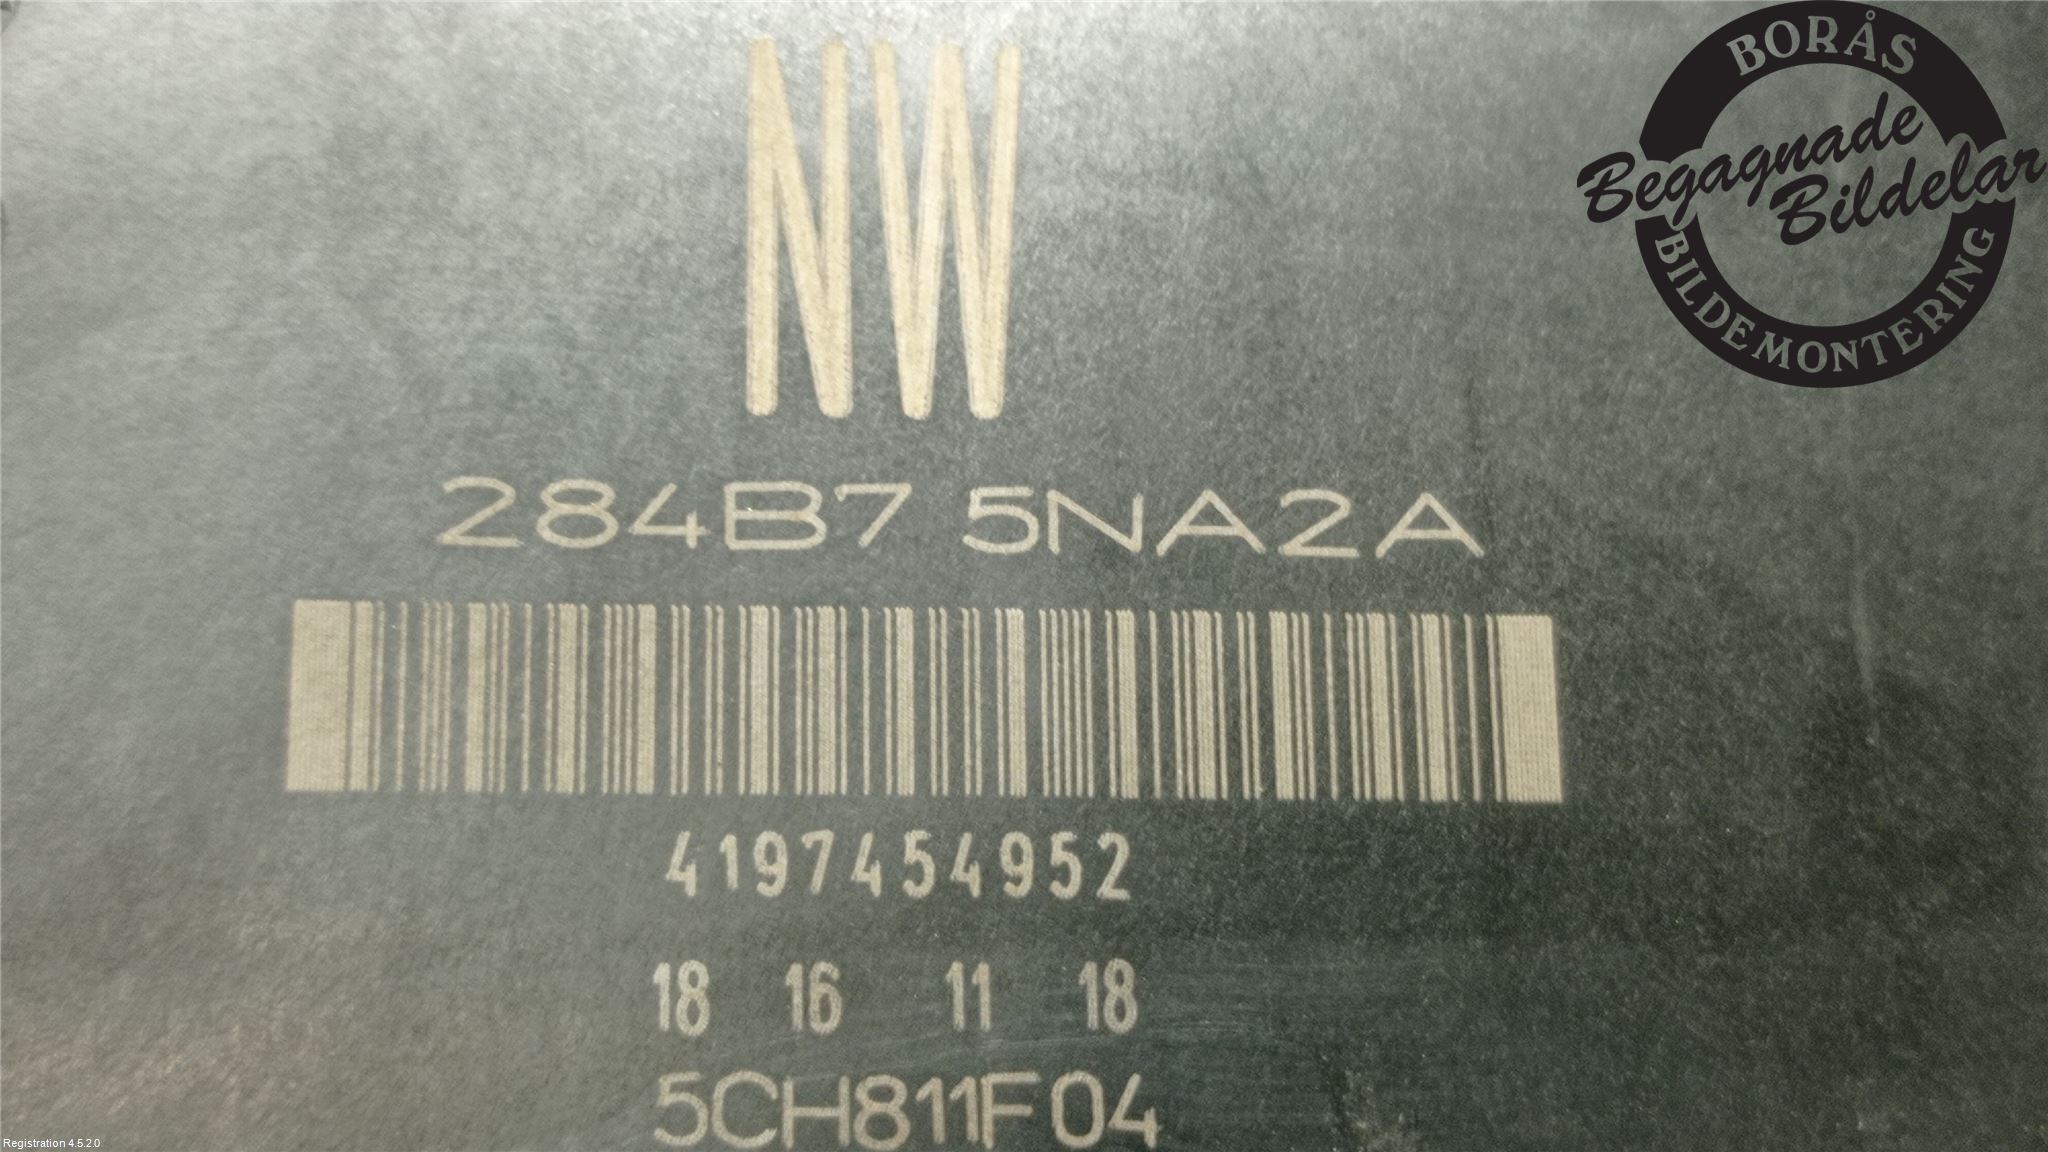 NW
284B7 5NA2A
4197454952
18 16 11 18
5CH811F04
BORÅS
Begagnade
Bildelar
BILDEMONTERING
Registration 4.5.2.0